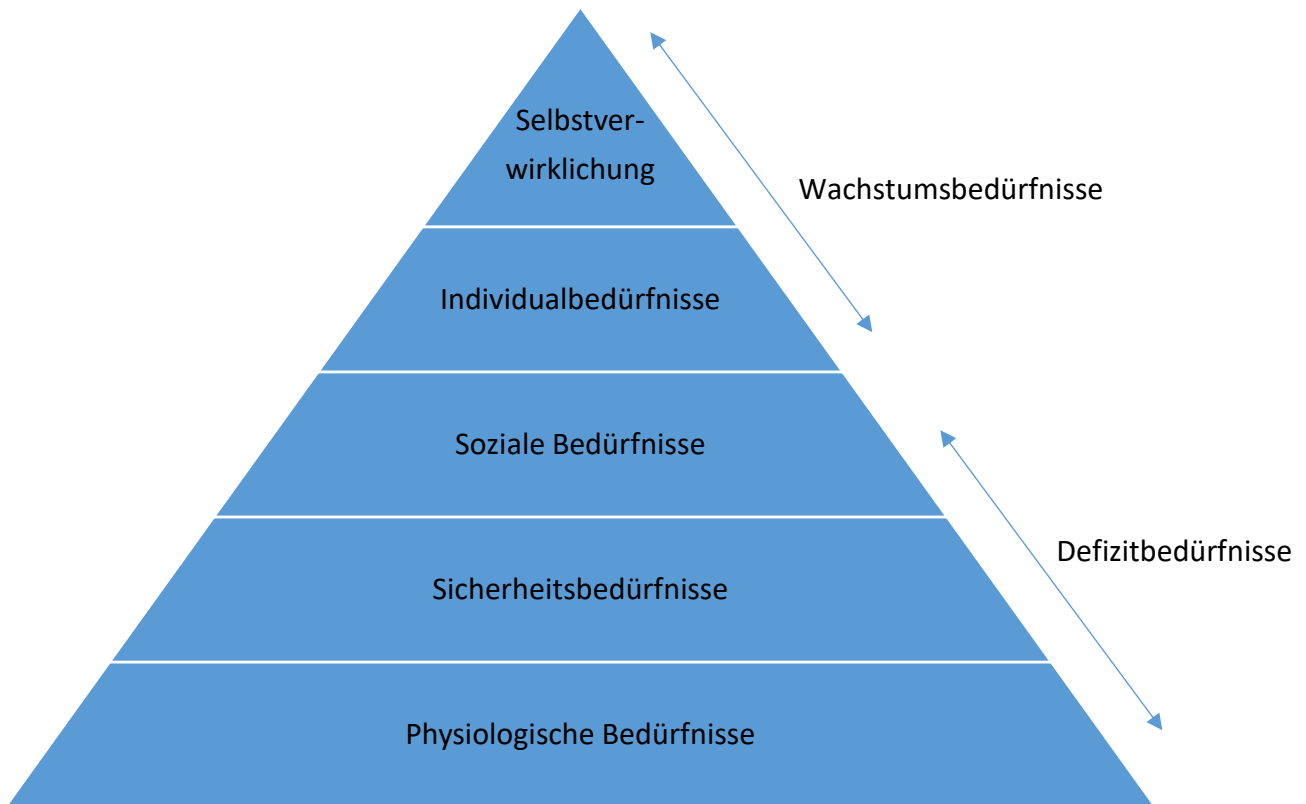 Selbstver-
wirklichung
Wachstumsbedürfnisse
Individualbedürfnisse
Soziale Bedürfnisse
Defizitbedürfnisse
Sicherheitsbedürfnisse
Physiologische Bedürfnisse